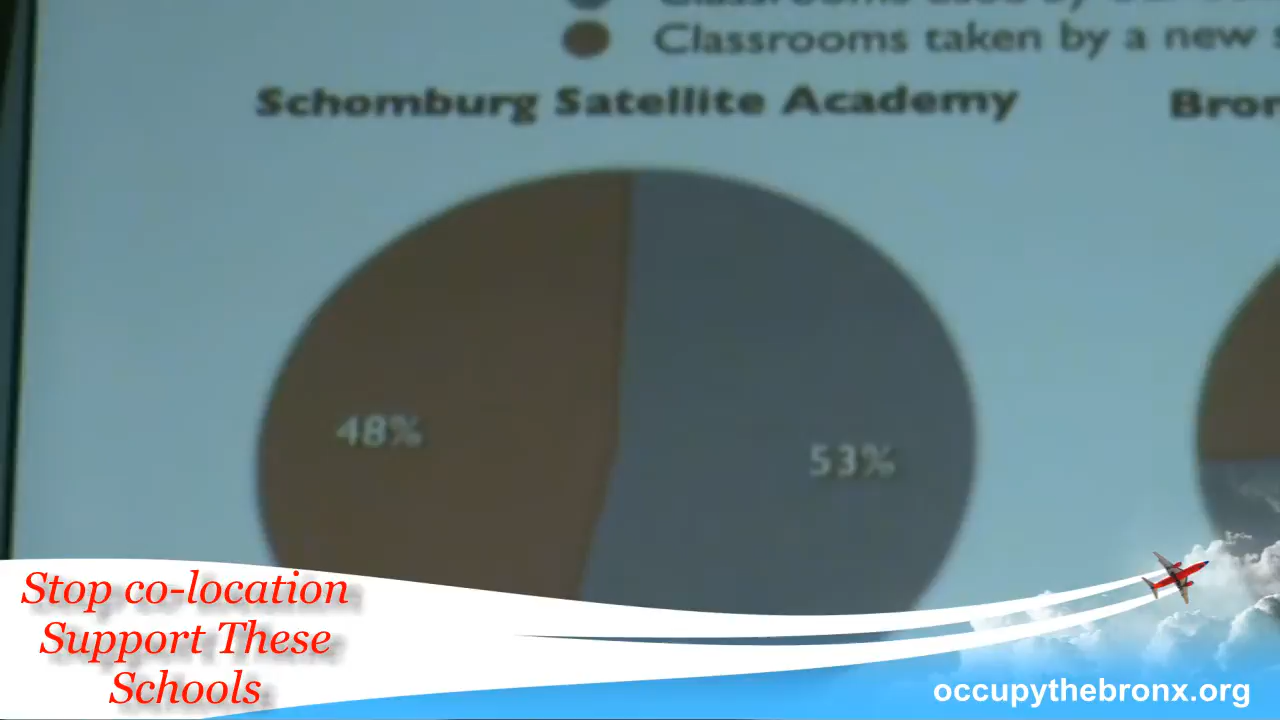 Classrooms taken by a new
Schomburg Satellite Academy
48%
53%
Stop co-location
Support These
Schools
occupythebronx.org